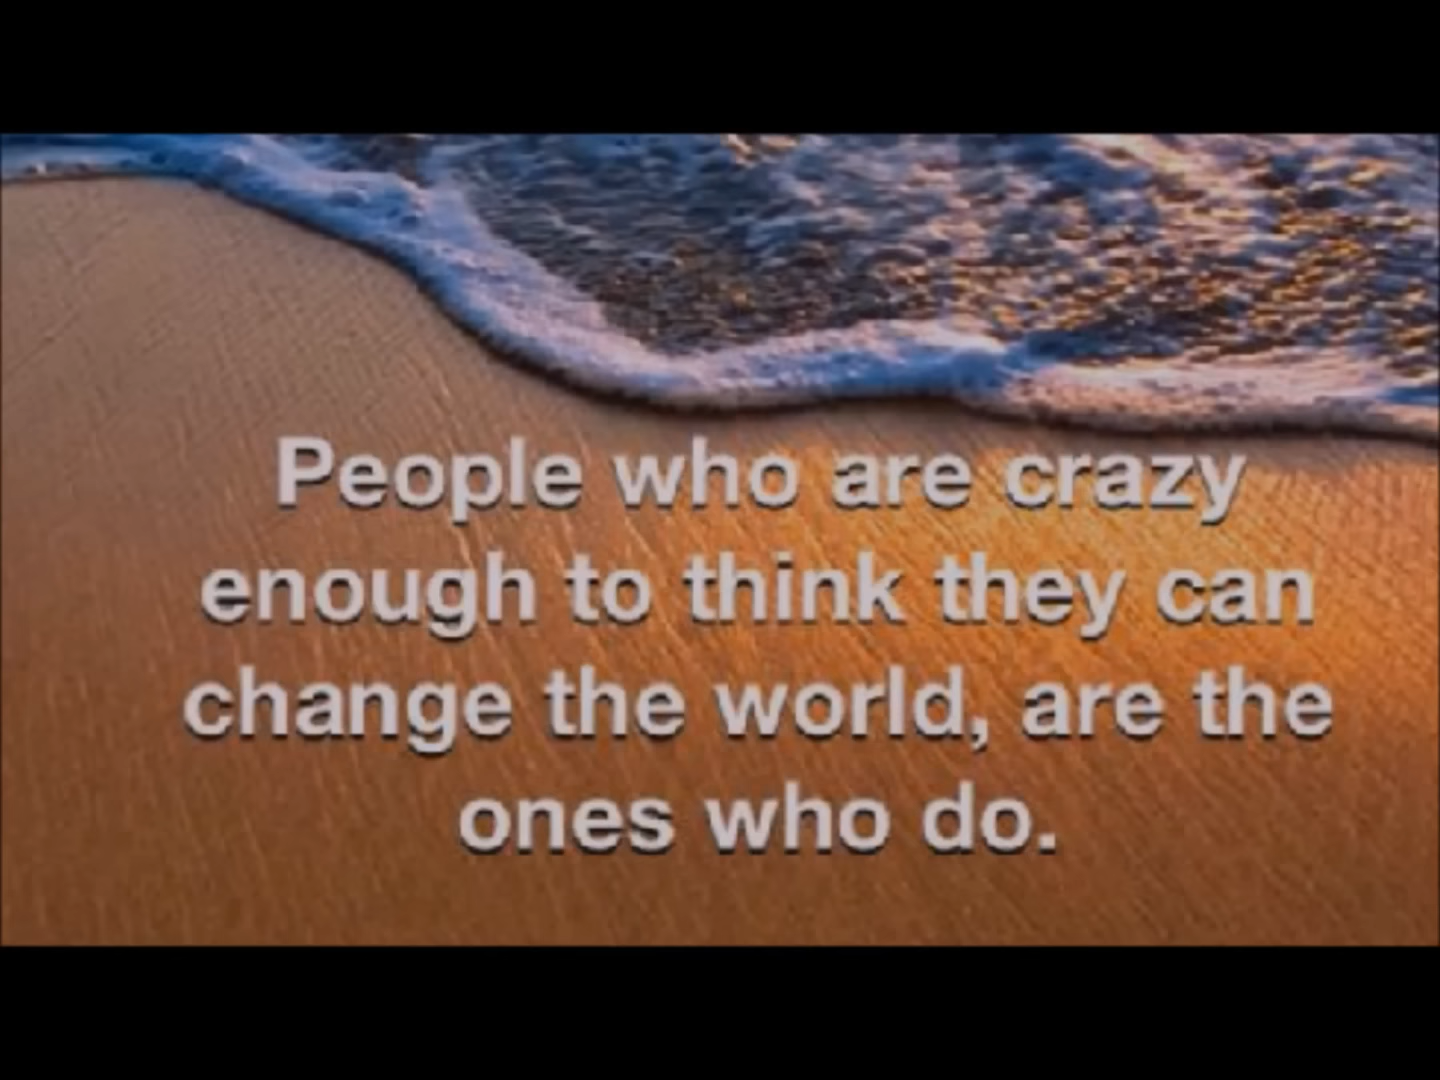 People who are crazy
enough to think they can
change the world, are the
ones who do.